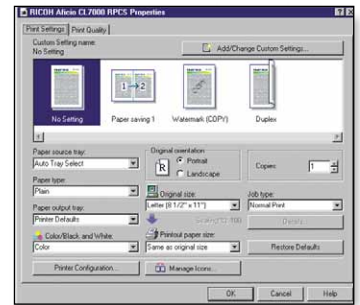 RICOH Aficio CL7000 RPCS Properties
Print Settings Print Quality
Custom Setting name:
No Setting
Add/Change Custom Settings...
1 2
No Setting Paper saving 1 Watermark (COPY) Duplex
Paper source tray:
Auto Tray Select
Original orientation
R
Portrait
Landscape
Copies:
1
Paper type:
Plain
Original size:
Letter (8 1/2" x 11")
Job type:
Normal Print
Paper output tray:
Printer Defaults
Details...
Color/Black and White:
Color
Printout paper size:
Same as original size
Restore Defaults
Printer Configuration...
Manage Icons...
OK Cancel Help